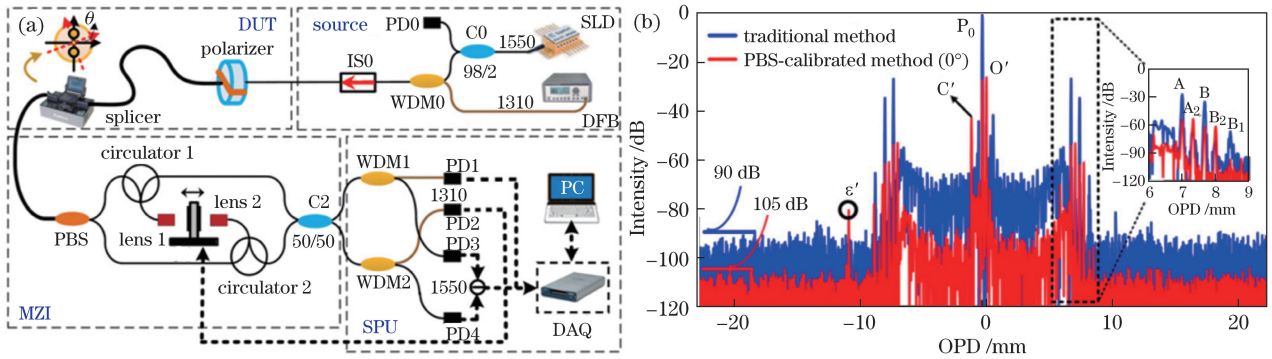 (a)
θ
DUT
polarizer
splicer
source
PD0
C0
1550
SLD
98/2
IS0
WDM0
1310
DFB
circulator 1
lens 2
lens 1
PBS
C2
50/50
circulator 2
MZI
WDM1
PD1
1310
PD2
PD3
WDM2
1550
PD4
SPU
PC
DAQ
(b)
P₀
traditional method
PBS-calibrated method (0°)
O′
C′
ε′
90 dB
105 dB
Intensity /dB
0
−20
−40
−60
−80
−100
−120
−20
−10
0
10
20
OPD /mm
Intensity /dB
0
−30
−60
−90
−120
A
A₂
B
B₂
B₁
6
7
8
9
OPD /mm